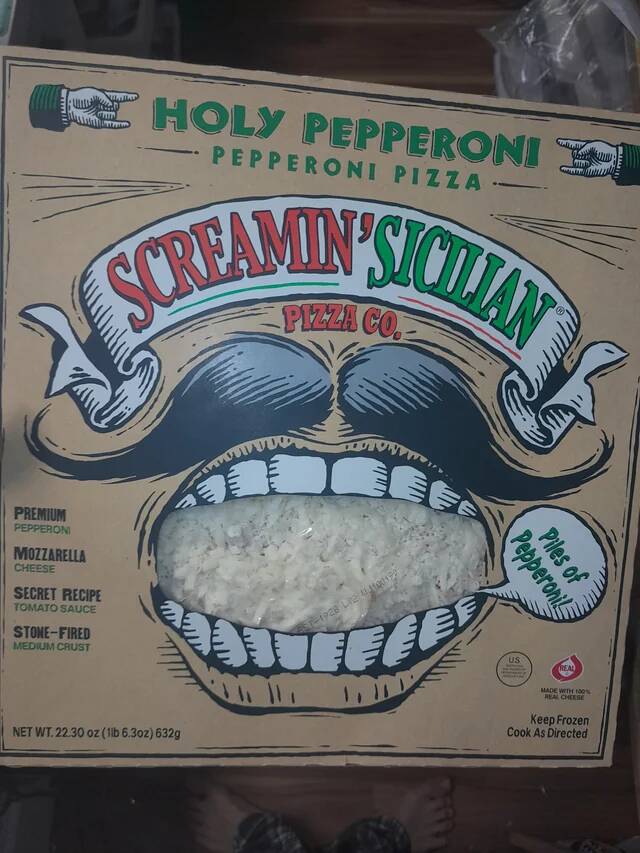 HOLY PEPPERONI
PEPPERONI PIZZA
SCREAMIN' SICILIAN®
PIZZA CO.
PREMIUM
PEPPERONI
MOZZARELLA
CHEESE
SECRET RECIPE
TOMATO SAUCE
STONE-FIRED
MEDIUM CRUST
Piles of
Pepperoni!
U.S.
REAL
MADE WITH 100%
REAL CHEESE
Keep Frozen
Cook As Directed
NET WT. 22.30 oz (1lb 6.3oz) 632g